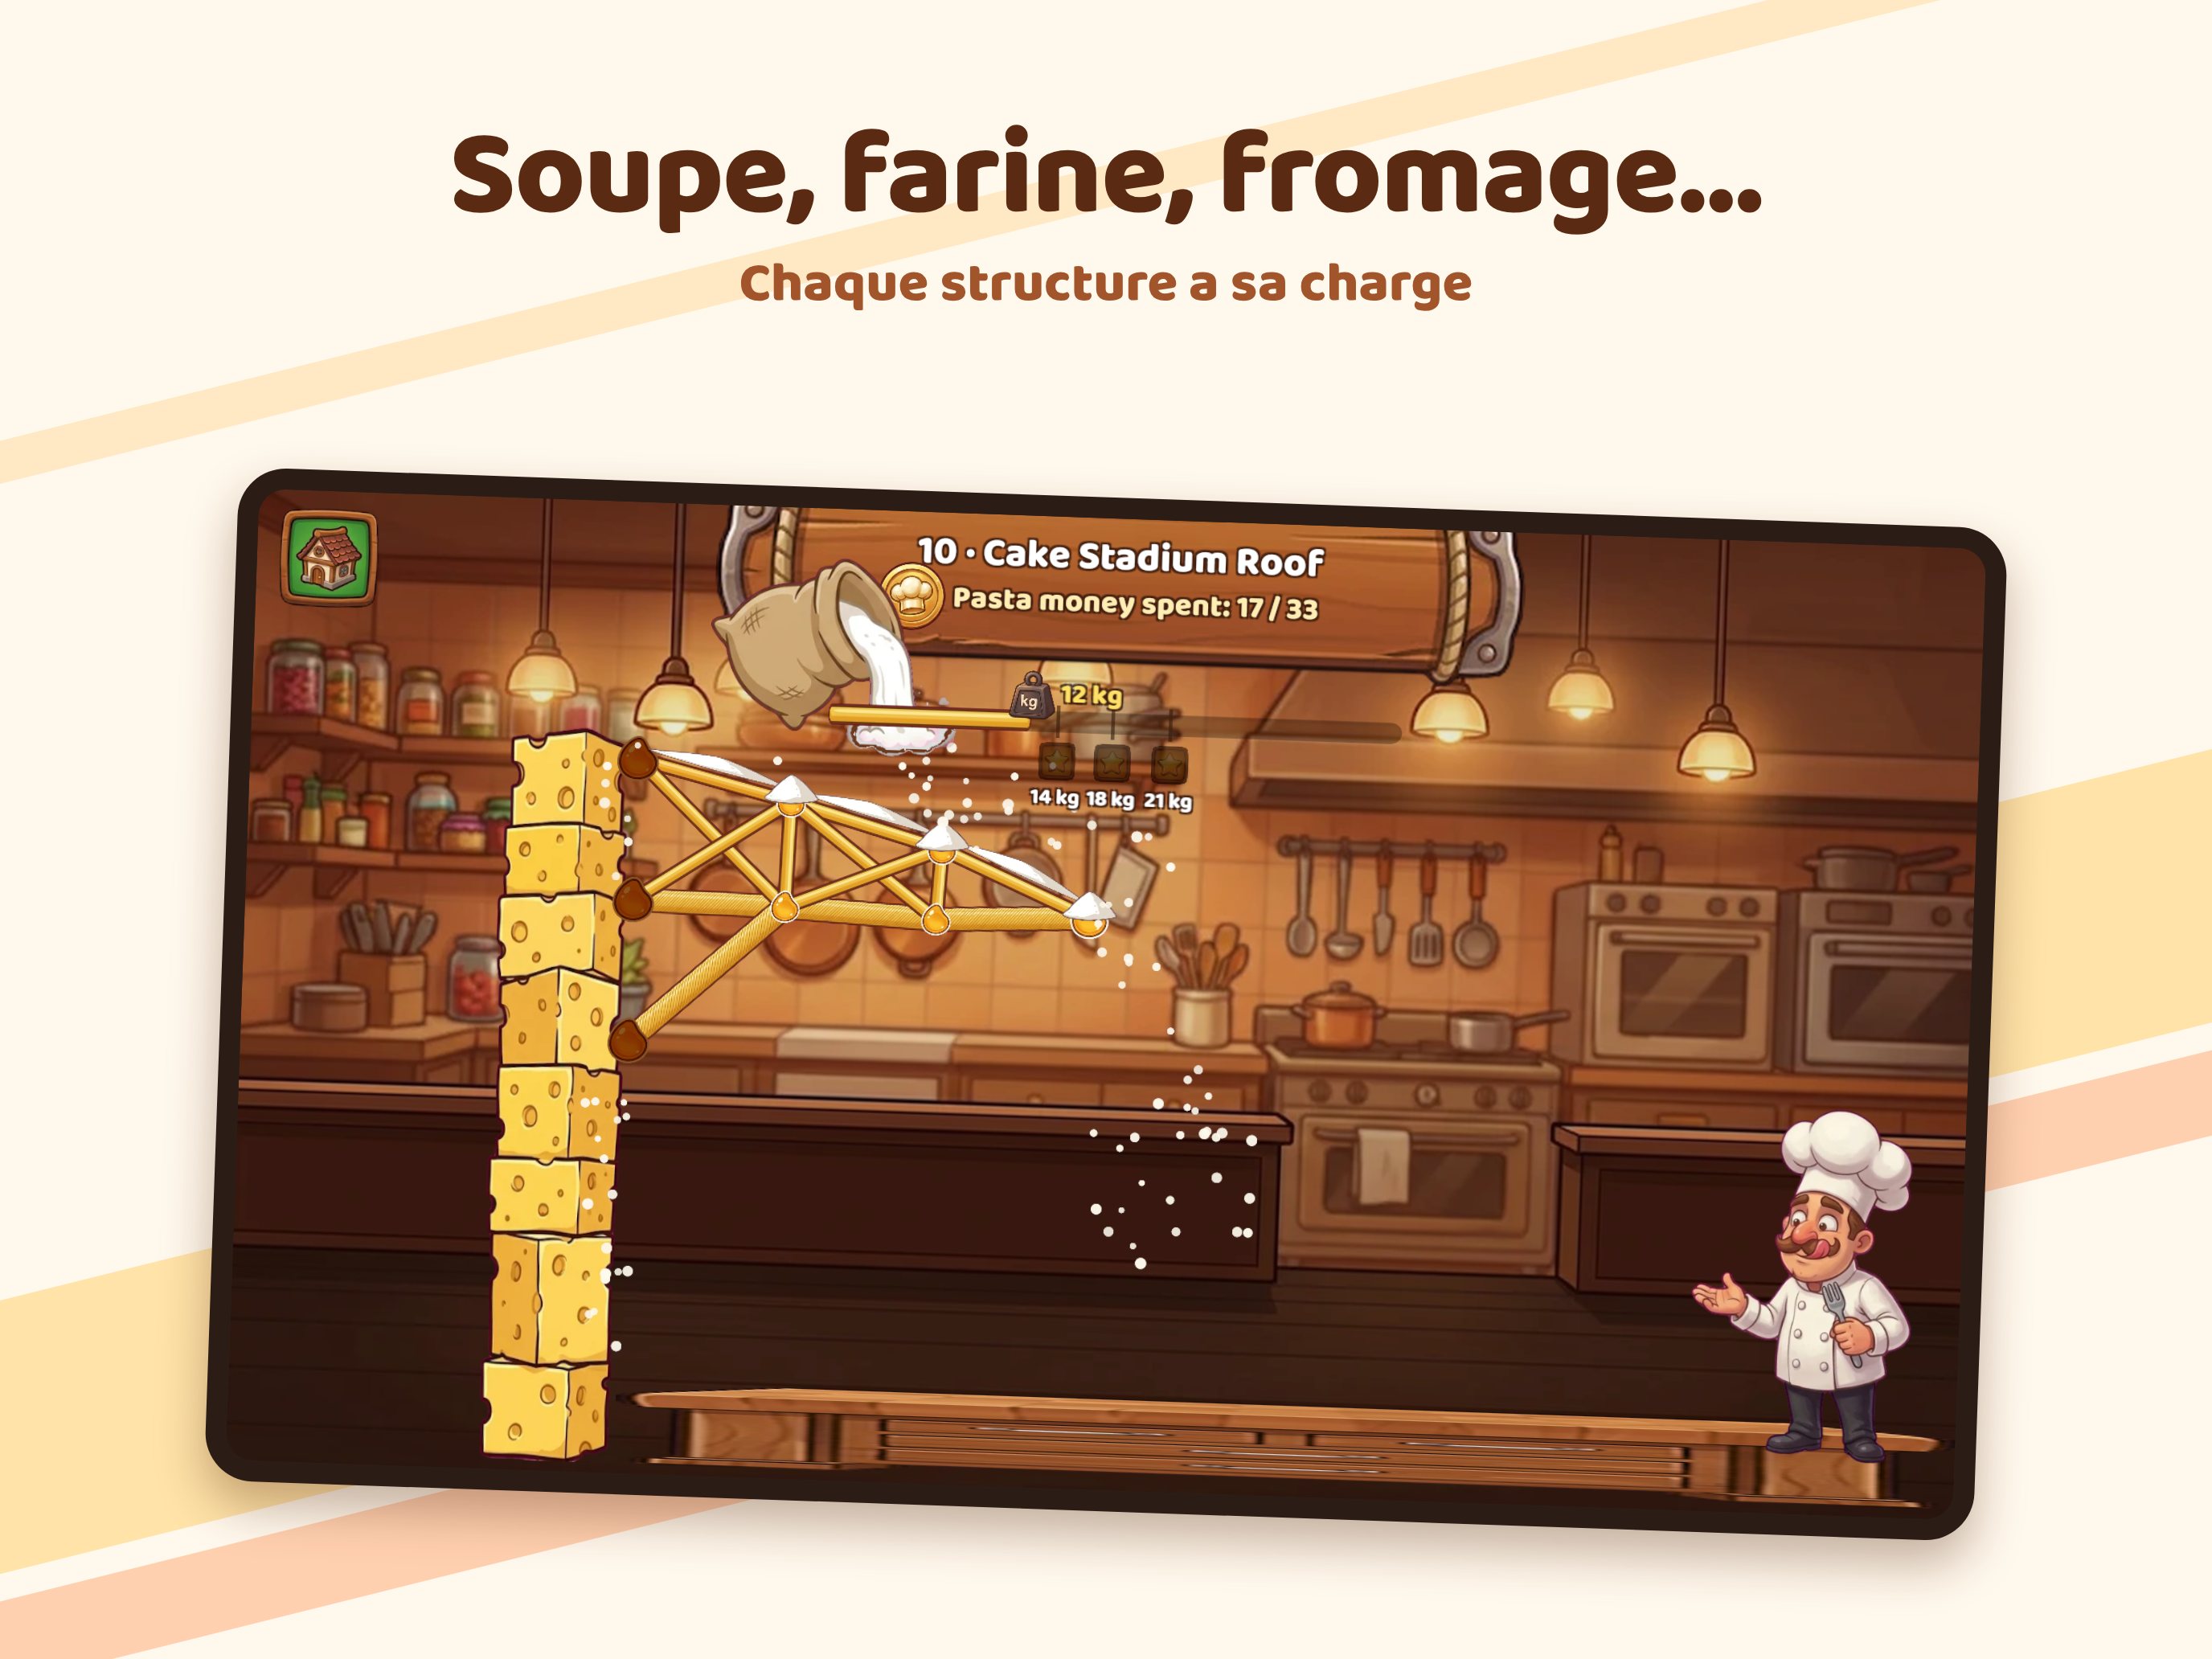 Soupe, farine, fromage...
Chaque structure a sa charge
10 · Cake Stadium Roof
Pasta money spent: 17 / 33
kg
12 kg
14 kg 18 kg 21 kg